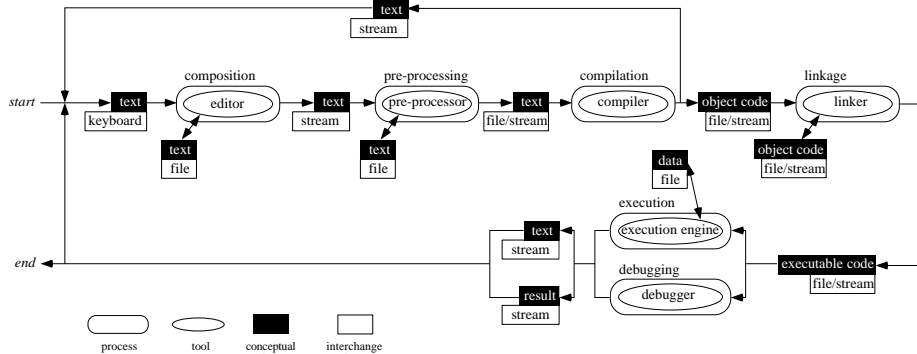 text
stream
composition
pre-processing
compilation
linkage
start
text
editor
text
pre-processor
text
compiler
object code
linker
keyboard
stream
file/stream
file/stream
text
file
text
file
object code
file/stream
data
file
execution
text
execution engine
stream
end
debugging
executable code
file/stream
result
debugger
stream
process
tool
conceptual
interchange